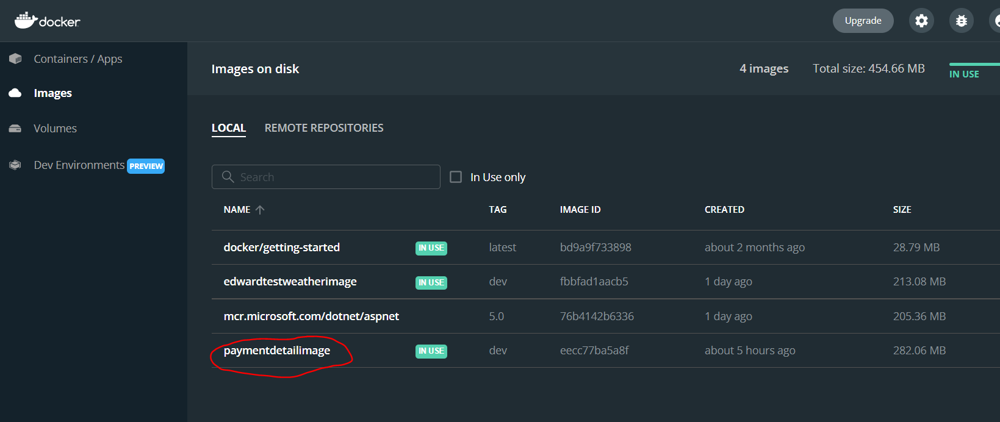 docker
Upgrade
Containers / Apps
Images on disk
4 images
Total size: 454.66 MB
IN USE
Images
Volumes
LOCAL
REMOTE REPOSITORIES
Dev Environments PREVIEW
Search
In Use only
NAME TAG IMAGE ID CREATED SIZE
docker/getting-started IN USE latest bd9a9f733898 about 2 months ago 28.79 MB
edwardtestweatherimage IN USE dev fbbfad1aacb5 1 day ago 213.08 MB
mcr.microsoft.com/dotnet/aspnet 5.0 76b4142b6336 1 day ago 205.36 MB
paymentdetailimage IN USE dev eecc77ba5a8f about 5 hours ago 282.06 MB